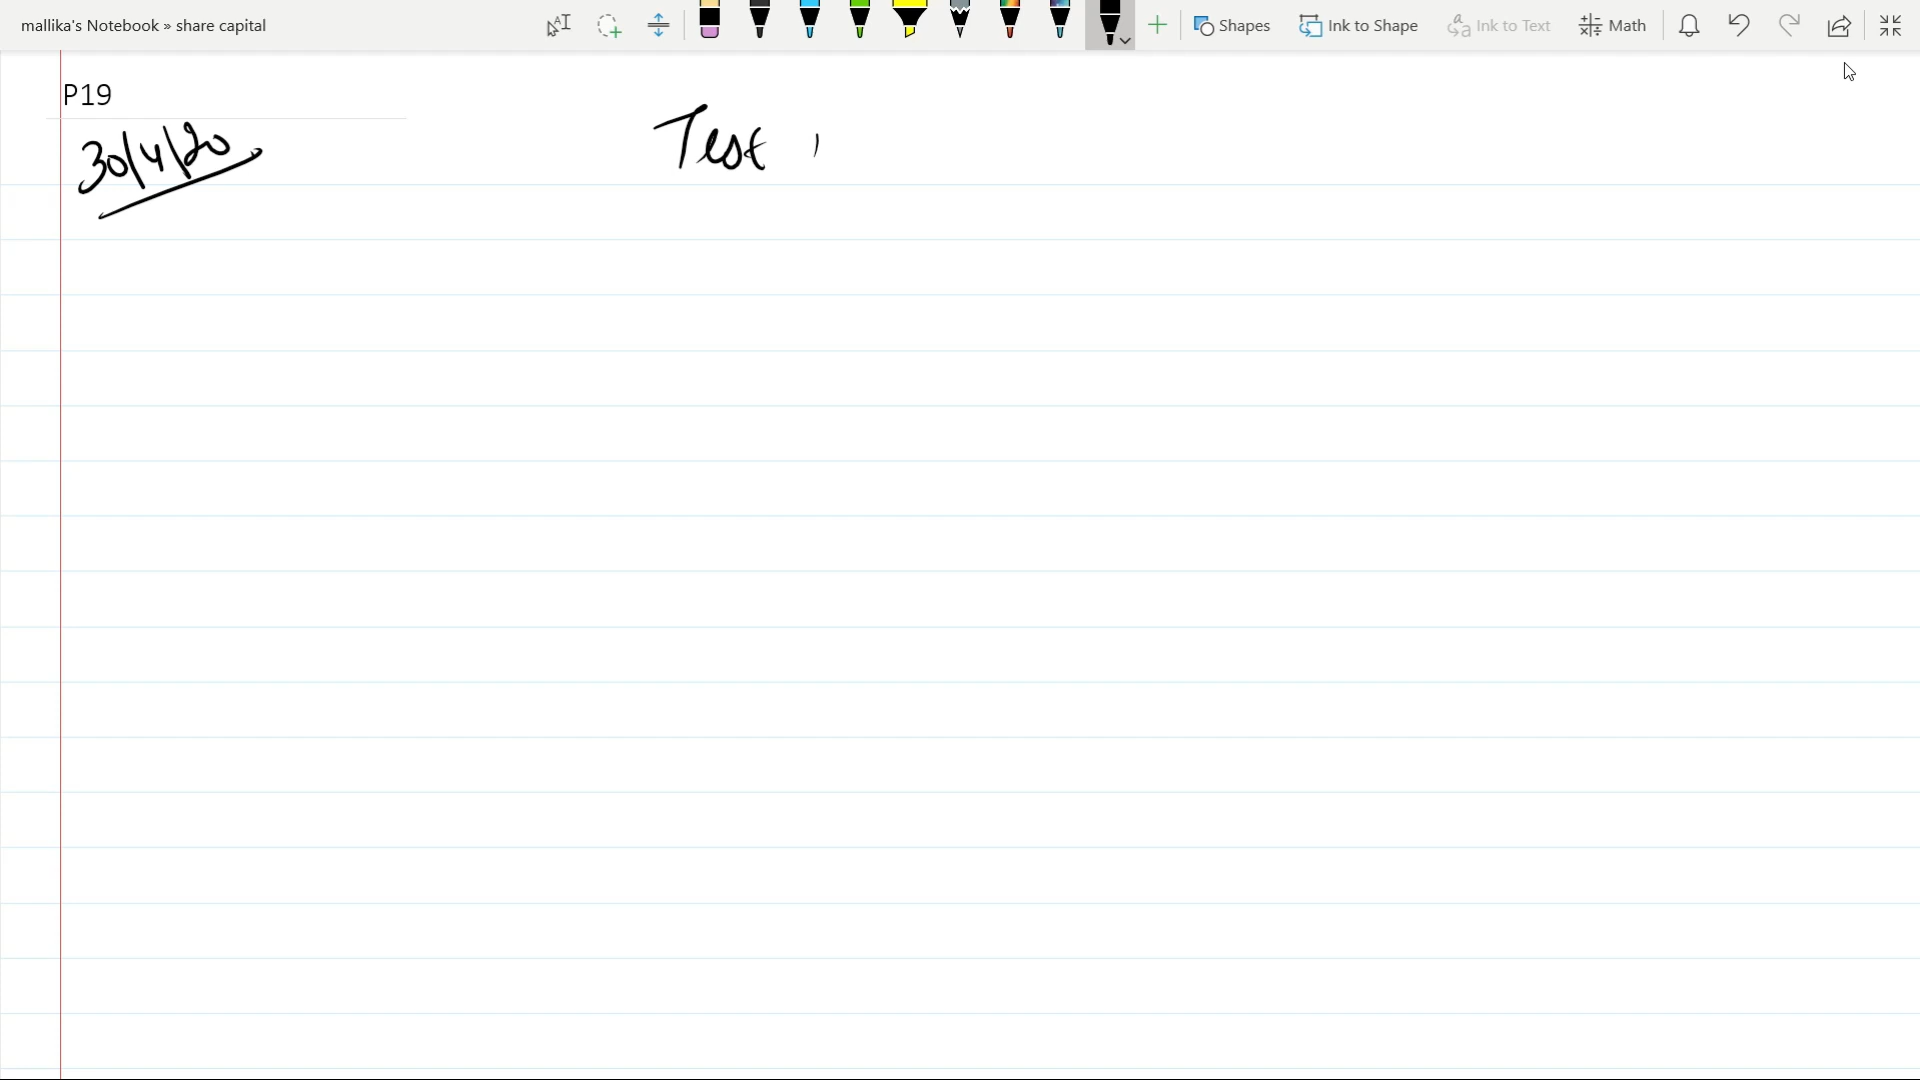 mallika's Notebook » share capital Shapes Ink to Shape Ink to Text Math
P19
30/4/20
Test